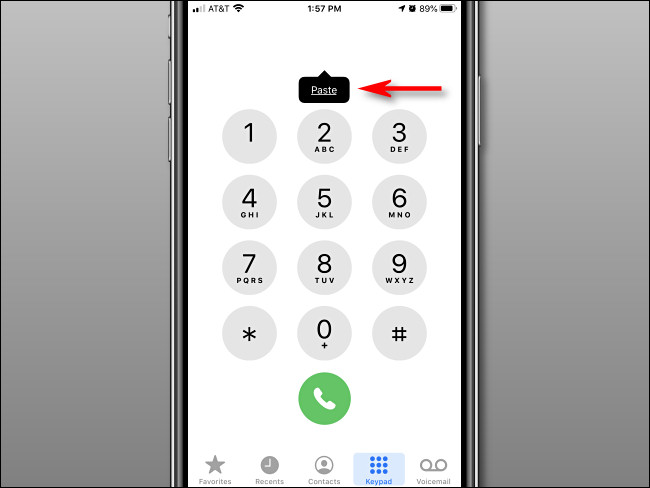 AT&T 1:57 PM 89%
Paste
1 2 3
ABC DEF
4 5 6
GHI JKL MNO
7 8 9
PQRS TUV WXYZ
* 0 #
+
Favorites Recents Contacts Keypad Voicemail